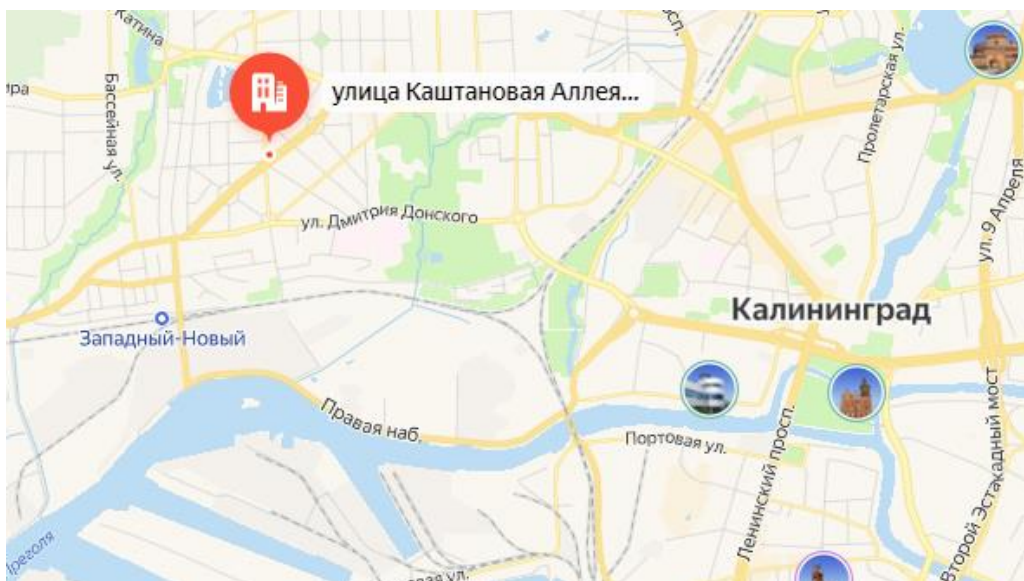 Катина
просп.
Бассейная ул.
ира
улица Каштановая Аллея...
Пролетарская ул.
ул. Дмитрия Донского
ул. 9 Апреля
Калининград
Западный-Новый
Правая наб.
Портовая ул.
Ленинский просп.
Второй Эстакадный мост
Преголя